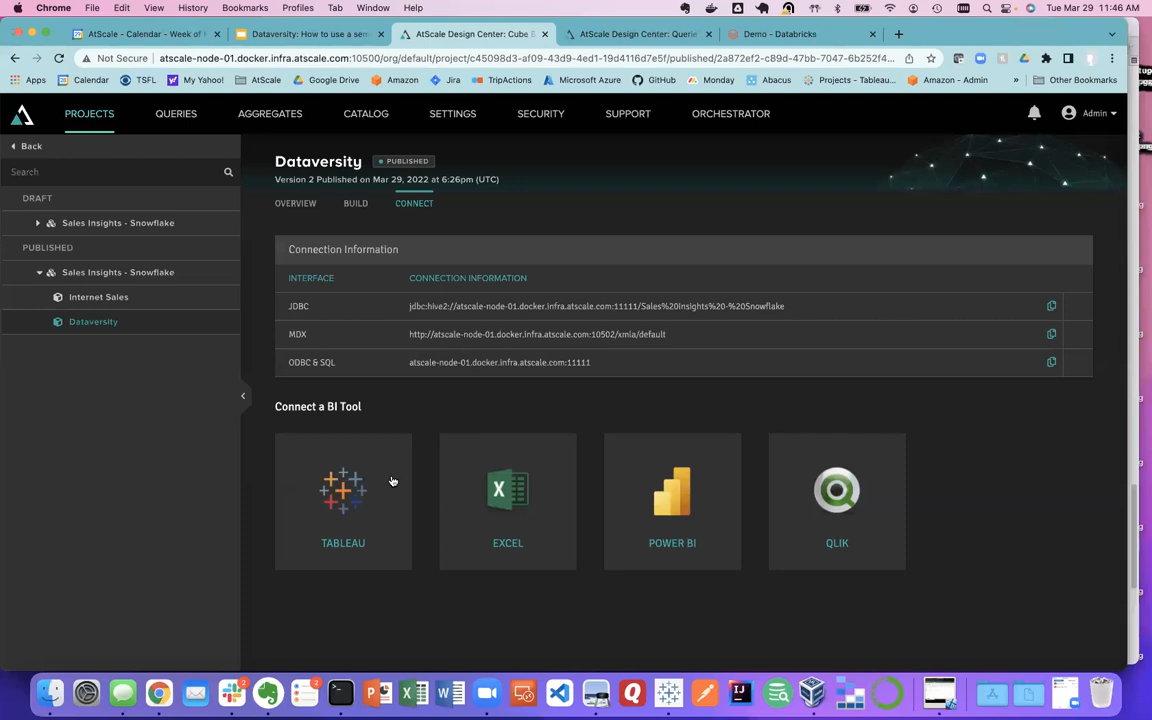 Chrome File Edit View History Bookmarks Profiles Tab Window Help Tue Mar 29 11:46 AM
AtScale - Calendar - Week of M Dataversity: How to use a sem AtScale Design Center: Cube B AtScale Design Center: Querie Demo - Databricks
Not Secure atscale-node-01.docker.infra.atscale.com:10500/org/default/project/c45098d3-af09-43d9-4ed1-19d4116d7e5f/published/2a872ef2-c89d-47bb-7047-6b252f4...
Apps Calendar TSFL My Yahoo! AtScale Google Drive Amazon Jira TripActions Microsoft Azure GitHub Monday Abacus Projects - Tableau... Amazon - Admin » Other Bookmarks
PROJECTS QUERIES AGGREGATES CATALOG SETTINGS SECURITY SUPPORT ORCHESTRATOR Admin
Back
Search
DRAFT
Sales Insights - Snowflake
PUBLISHED
Sales Insights - Snowflake
Internet Sales
Dataversity
Dataversity PUBLISHED
Version 2 Published on Mar 29, 2022 at 6:26pm (UTC)
OVERVIEW BUILD CONNECT
Connection Information
INTERFACE CONNECTION INFORMATION
JDBC jdbc:hive2://atscale-node-01.docker.infra.atscale.com:11111/Sales%20Insights%20-%20Snowflake
MDX http://atscale-node-01.docker.infra.atscale.com:10502/xmla/default
ODBC & SQL atscale-node-01.docker.infra.atscale.com:11111
Connect a BI Tool
TABLEAU EXCEL POWER BI QLIK
2 2